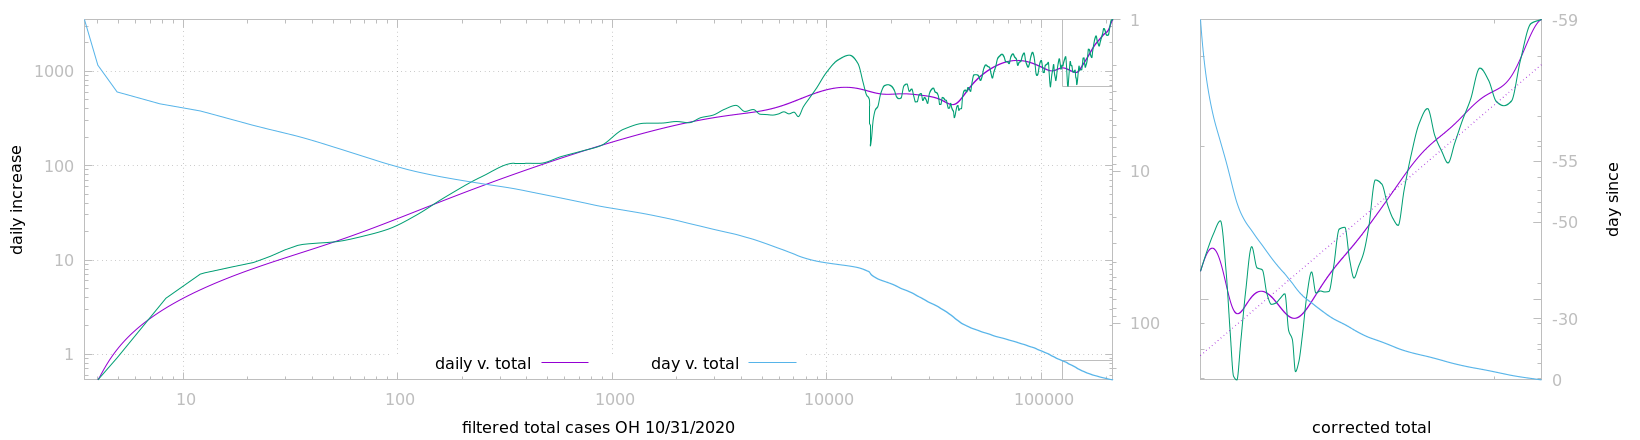 1000
100
10
1
daily increase
10
100
1000
10000
100000
filtered total cases OH 10/31/2020
daily v. total
day v. total
1
10
100
-59
-55
-50
-30
0
day since
corrected total